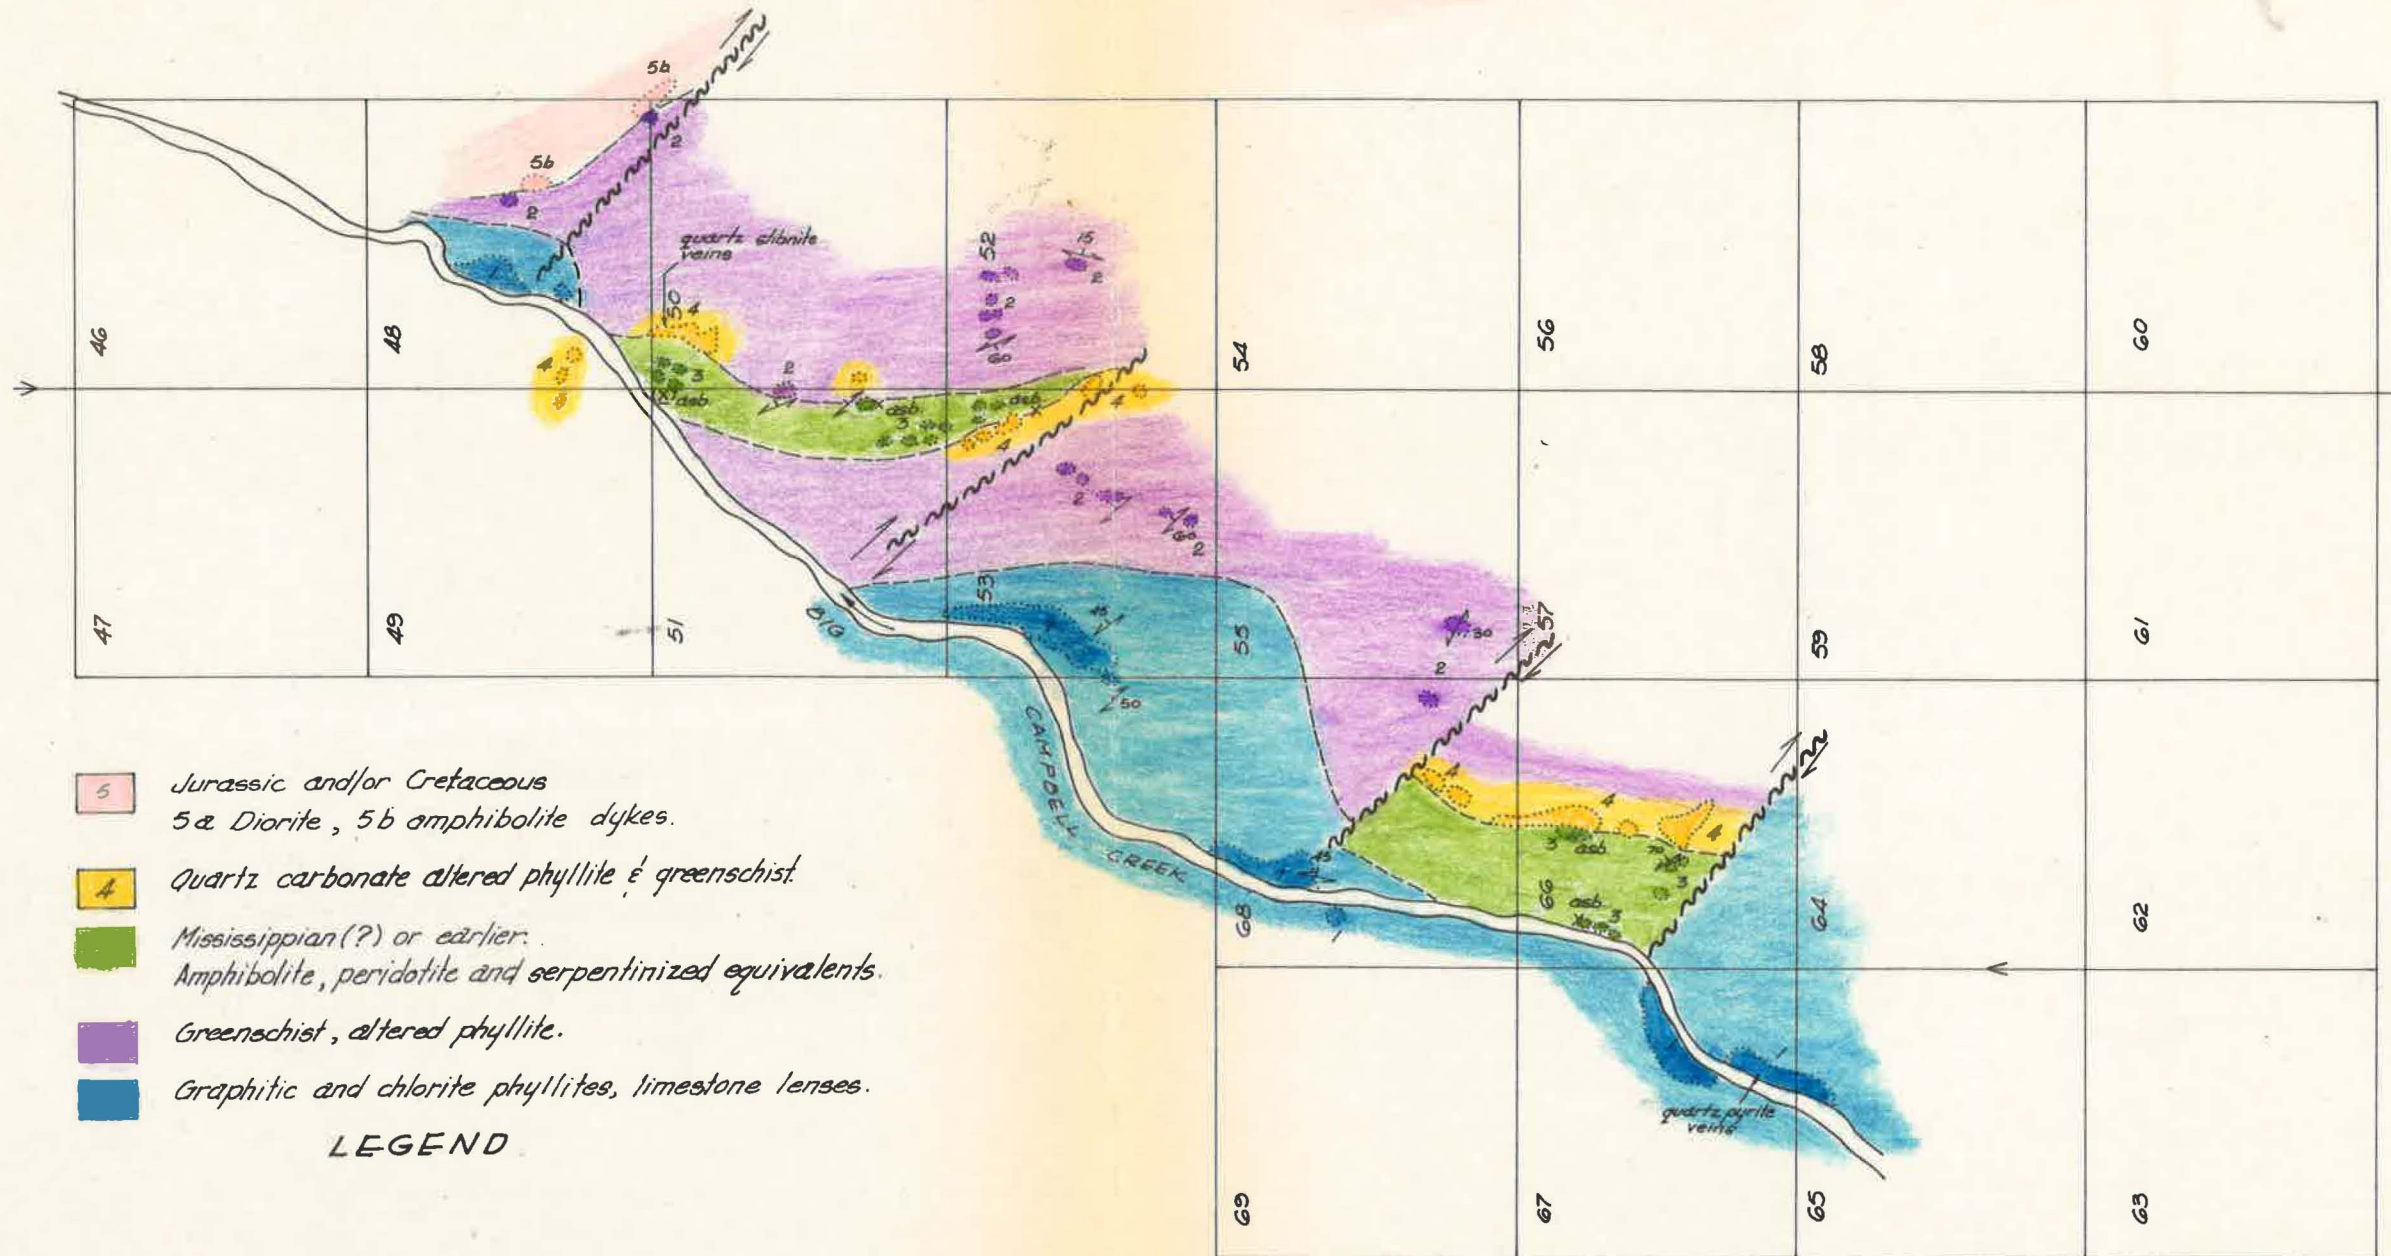 5b
5b
2
2
quartz stibnite
veins
52
15
2
2
60
50
4
4
46
48
2
3
asb
asb
3
asb
4
4
54
56
58
60
2
60
2
53
45
47
49
51
BIG
55
30
57
59
61
2
50
CAMPBELL
CREEK
5
Jurassic and/or Cretaceous
5a Diorite, 5b amphibolite dykes.
4
Quartz carbonate altered phyllite & greenschist.
Mississippian(?) or earlier.
Amphibolite, peridotite and serpentinized equivalents.
Greenschist, altered phyllite.
Graphitic and chlorite phyllites, limestone lenses.
LEGEND
4
4
4
3
asb
70
3
45
1
68
66
asb
3
64
62
1
quartz pyrite
veins
69
67
65
63